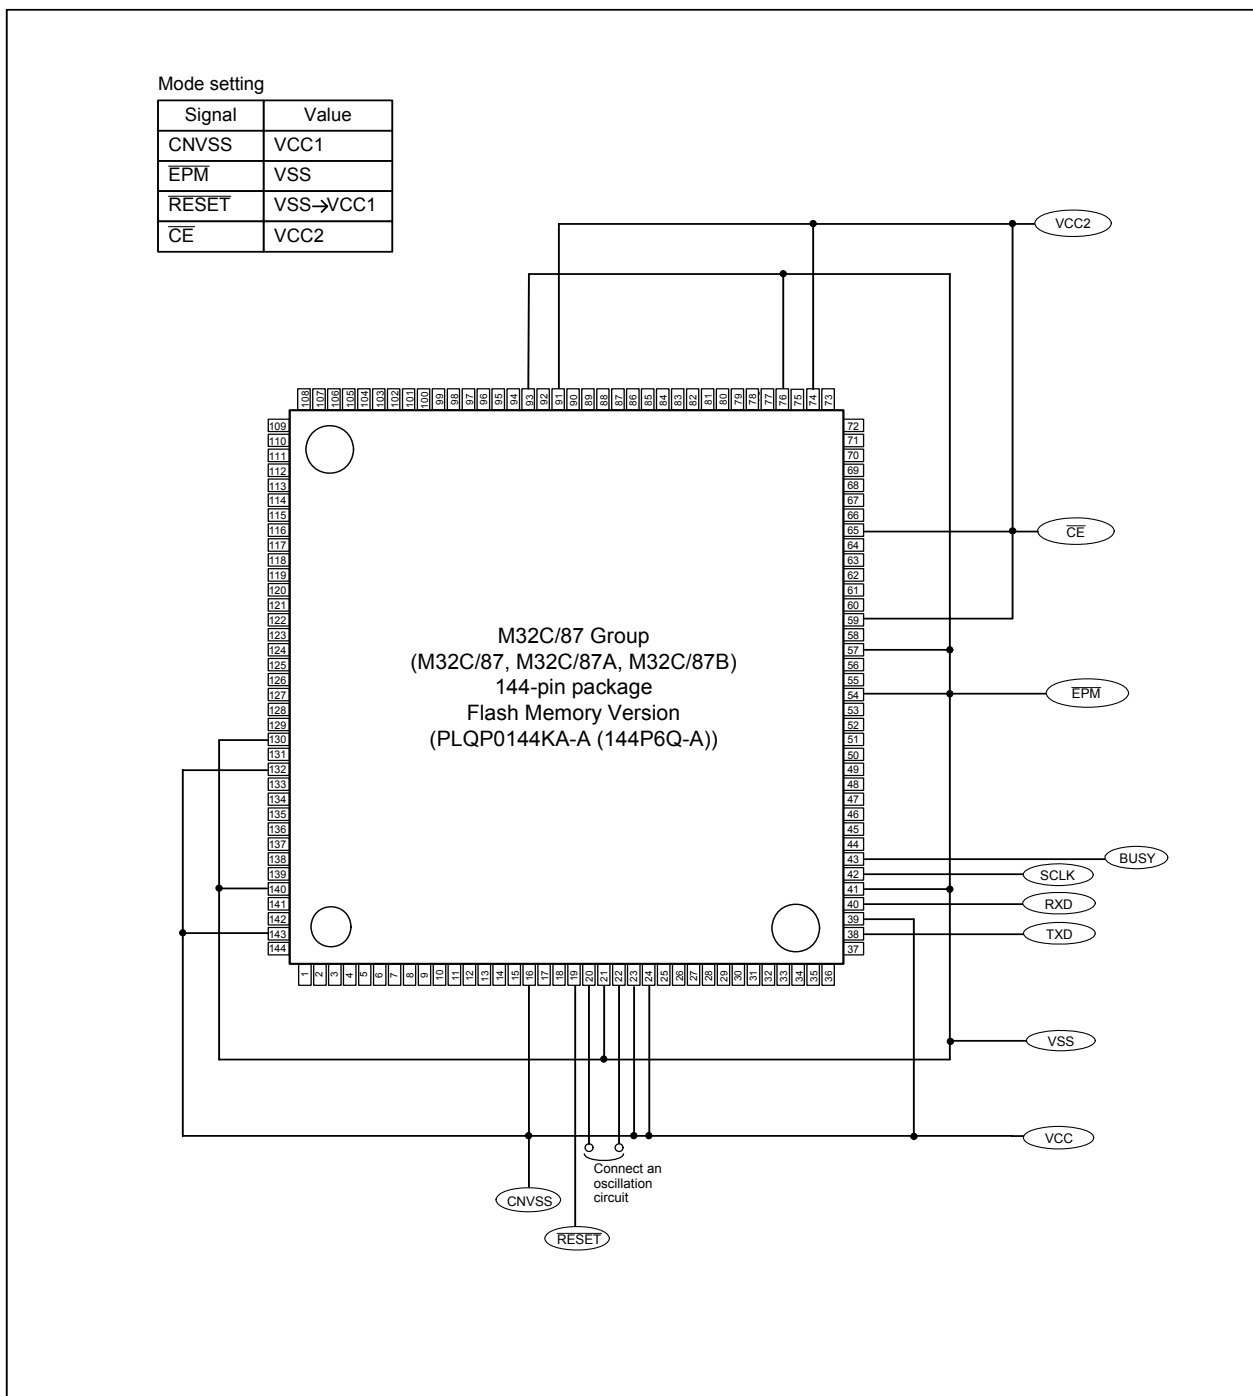 Mode setting
Signal Value
CNVSS VCC1
EPM VSS
RESET VSS→VCC1
CE VCC2
VCC2
108 107 106 105 104 103 102 101 100 99 98 97 96 95 94 93 92 91 90 89 88 87 86 85 84 83 82 81 80 79 78 77 76 75 74 73
109
110
111
112
113
114
115
116
117
118
119
120
121
122
123
124
125
126
127
128
129
130
131
132
133
134
135
136
137
138
139
140
141
142
143
144
M32C/87 Group
(M32C/87, M32C/87A, M32C/87B)
144-pin package
Flash Memory Version
(PLQP0144KA-A (144P6Q-A))
72
71
70
69
68
67
66
65
64
63
62
61
60
59
58
57
56
55
54
53
52
51
50
49
48
47
46
45
44
43
42
41
40
39
38
37
CE
EPM
BUSY
SCLK
RXD
TXD
1 2 3 4 5 6 7 8 9 10 11 12 13 14 15 16 17 18 19 20 21 22 23 24 25 26 27 28 29 30 31 32 33 34 35 36
VSS
VCC
Connect an
oscillation
circuit
CNVSS
RESET